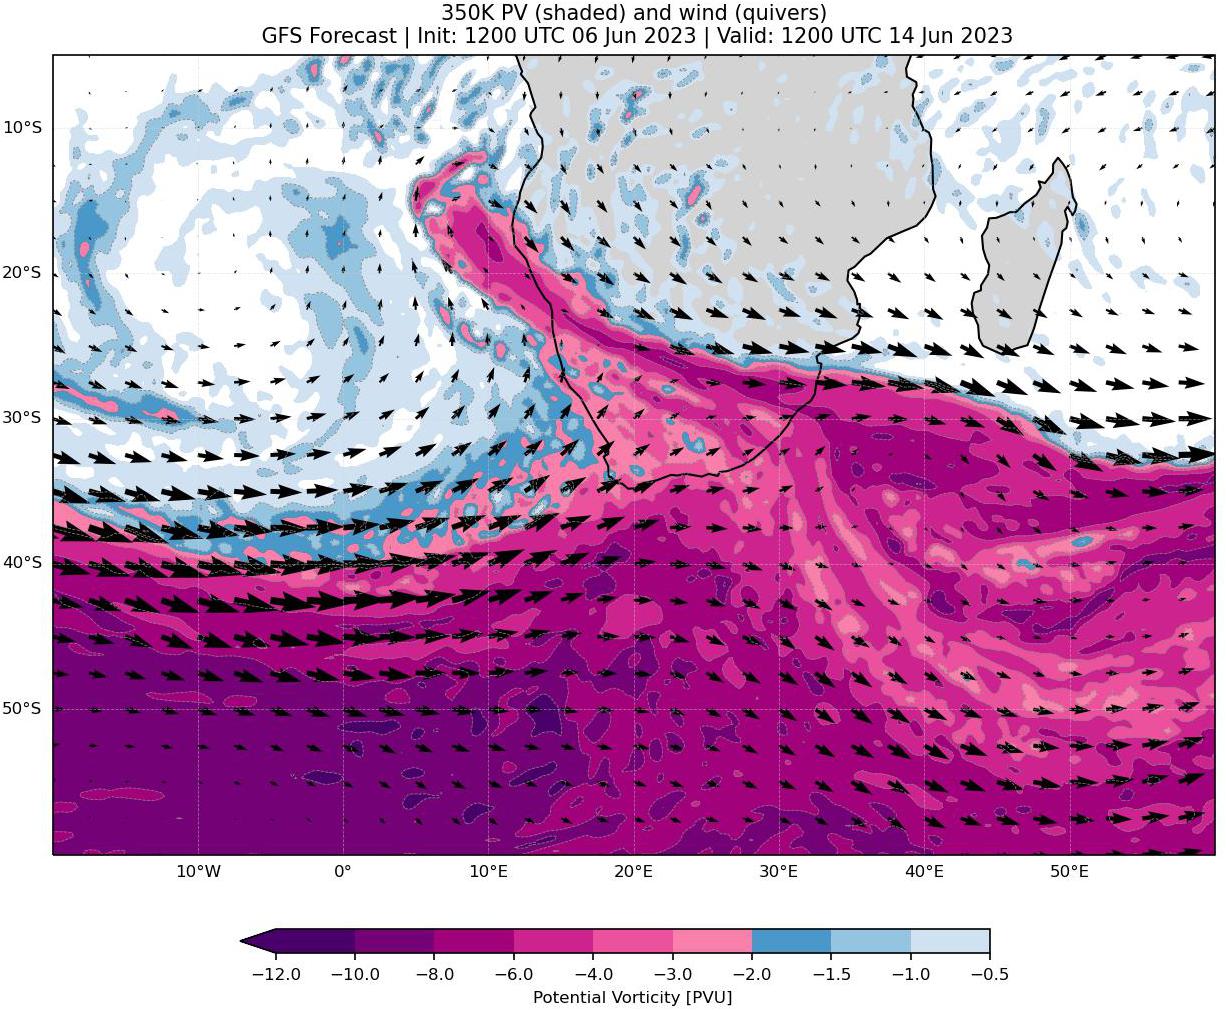 350K PV (shaded) and wind (quivers)
GFS Forecast | Init: 1200 UTC 06 Jun 2023 | Valid: 1200 UTC 14 Jun 2023
10°S
20°S
30°S
40°S
50°S
10°W 0° 10°E 20°E 30°E 40°E 50°E
−12.0 −10.0 −8.0 −6.0 −4.0 −3.0 −2.0 −1.5 −1.0 −0.5
Potential Vorticity [PVU]